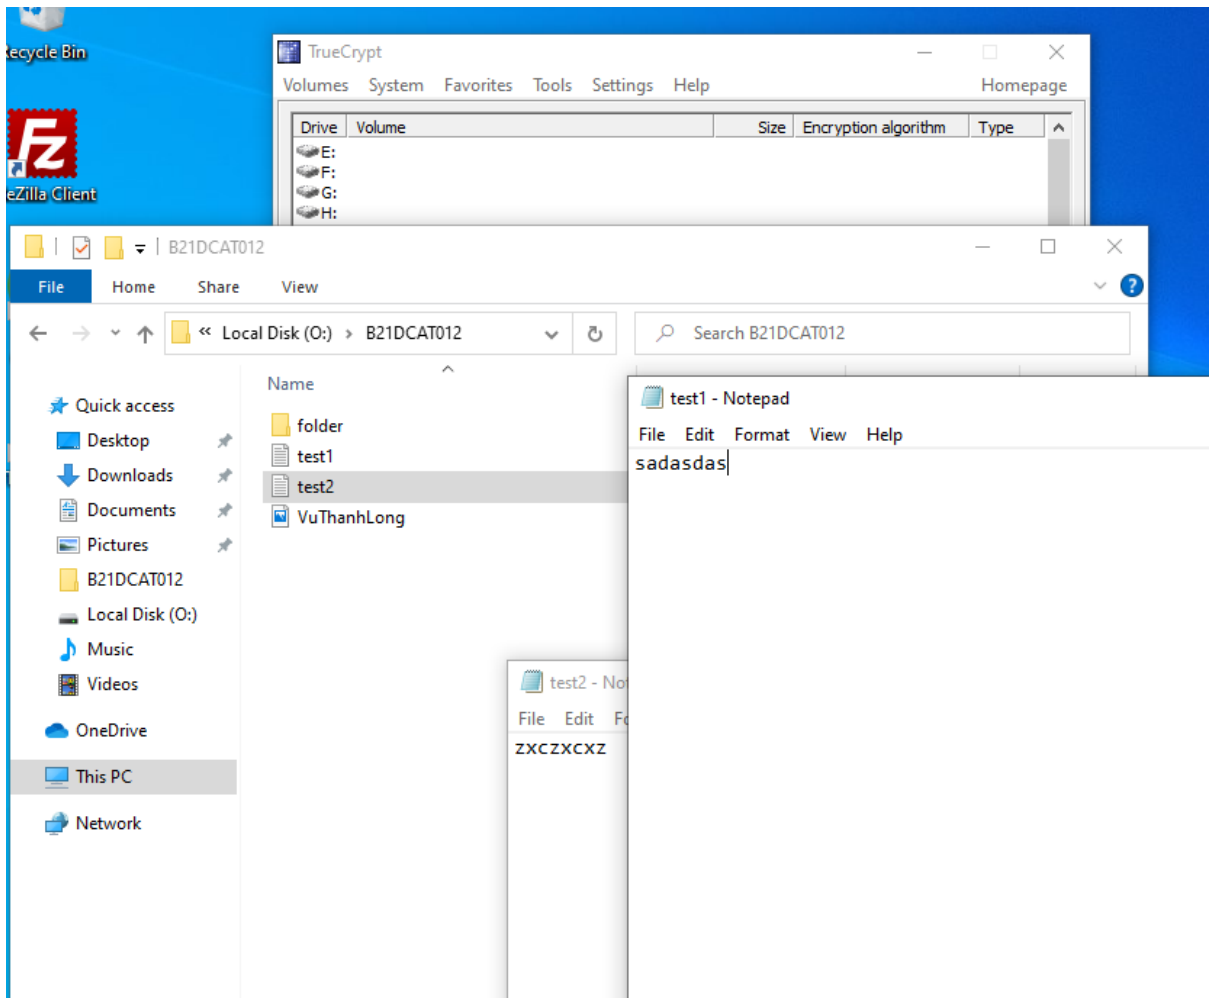 Recycle Bin
TrueCrypt
Volumes System Favorites Tools Settings Help Homepage
Drive Volume Size Encryption algorithm Type
E:
F:
G:
H:
FZ
eZilla Client
B21DCAT012
File Home Share View
« Local Disk (O:) › B21DCAT012
Search B21DCAT012
Name
folder
test1
test2
VuThanhLong
Quick access
Desktop
Downloads
Documents
Pictures
B21DCAT012
Local Disk (O:)
Music
Videos
OneDrive
This PC
Network
test1 - Notepad
File Edit Format View Help
sadasdas
test2 - No
File Edit Fo
zxczxcxz